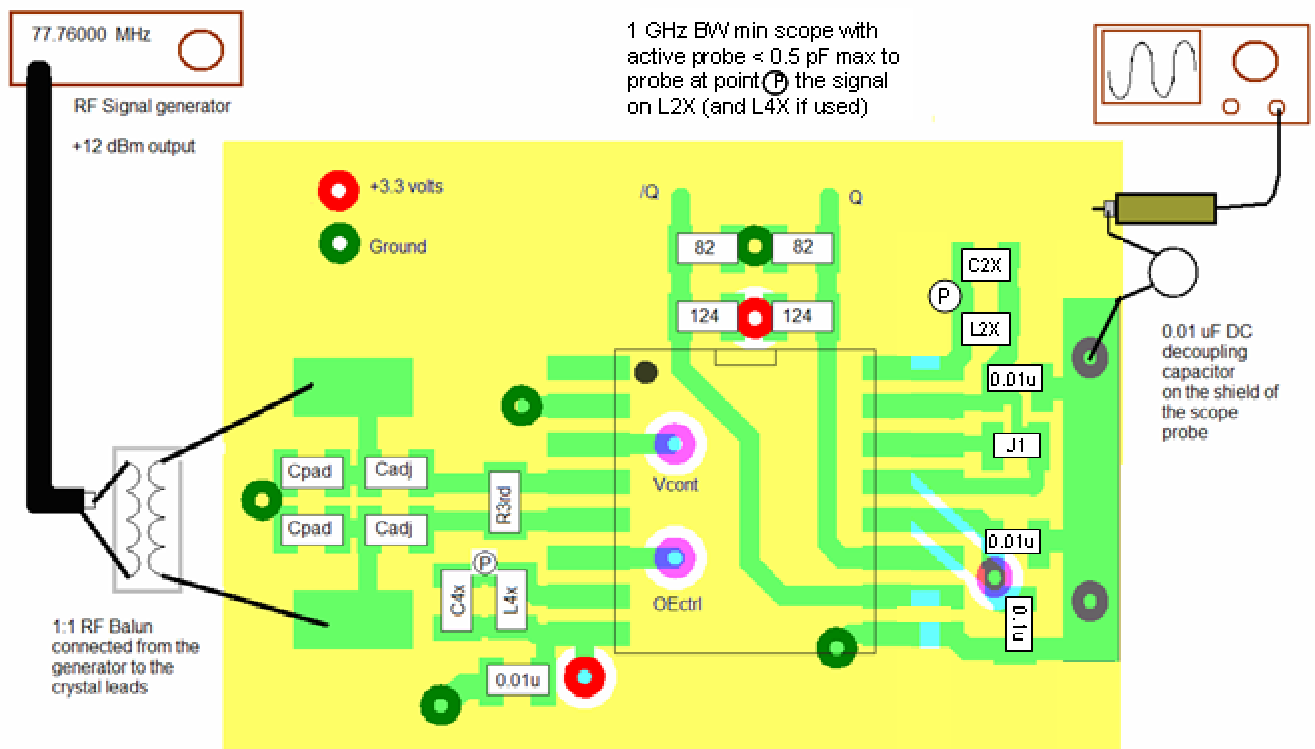 77.76000 MHz
RF Signal generator
+12 dBm output
1 GHz BW min scope with
active probe < 0.5 pF max to
probe at point P the signal
on L2X (and L4X if used)
+3.3 volts
Ground
/Q
Q
82
82
124
124
C2X
P
L2X
0.01u
J1
0.01u
0.1u
0.01 uF DC
decoupling
capacitor
on the shield of
the scope
probe
Cpad
Cadj
Cpad
Cadj
R3rd
Vcont
OEctrl
P
C4x
L4x
0.01u
1:1 RF Balun
connected from the
generator to the
crystal leads